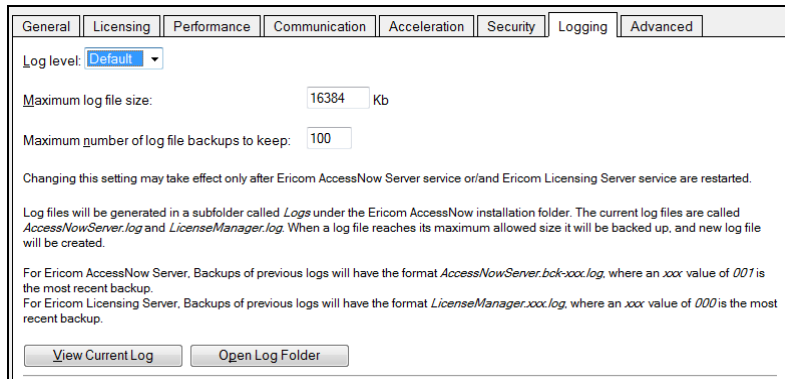 General Licensing Performance Communication Acceleration Security Logging Advanced
Log level: Default
Maximum log file size: 16384 Kb
Maximum number of log file backups to keep: 100
Changing this setting may take effect only after Ericom AccessNow Server service or/and Ericom Licensing Server service are restarted.
Log files will be generated in a subfolder called Logs under the Ericom AccessNow installation folder. The current log files are called
AccessNowServer.log and LicenseManager.log. When a log file reaches its maximum allowed size it will be backed up, and new log file
will be created.
For Ericom AccessNow Server, Backups of previous logs will have the format AccessNowServer.bck-xxx.log, where an xxx value of 001 is
the most recent backup.
For Ericom Licensing Server, Backups of previous logs will have the format LicenseManager.xxx.log, where an xxx value of 000 is the most
recent backup.
View Current Log Open Log Folder